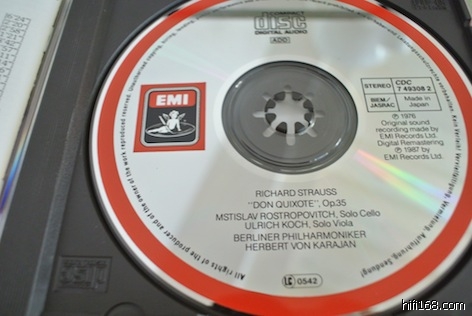 COMPACT
disc
DIGITAL AUDIO
ADD
EMI
STEREO
CDC
7 49308 2
BIEM/
JASRAC
Made in
Japan
℗ 1976
Original sound
recording made by
EMI Records Ltd.
Digital Remastering
℗ 1987 by
EMI Records Ltd.
RICHARD STRAUSS
"DON QUIXOTE", Op.35
MSTISLAV ROSTROPOVITCH, Solo Cello
ULRICH KOCH, Solo Viola
BERLINER PHILHARMONIKER
HERBERT VON KARAJAN
LC 0542
All rights of the producer and of the owner of the work reproduced reserved.
hifi168.com